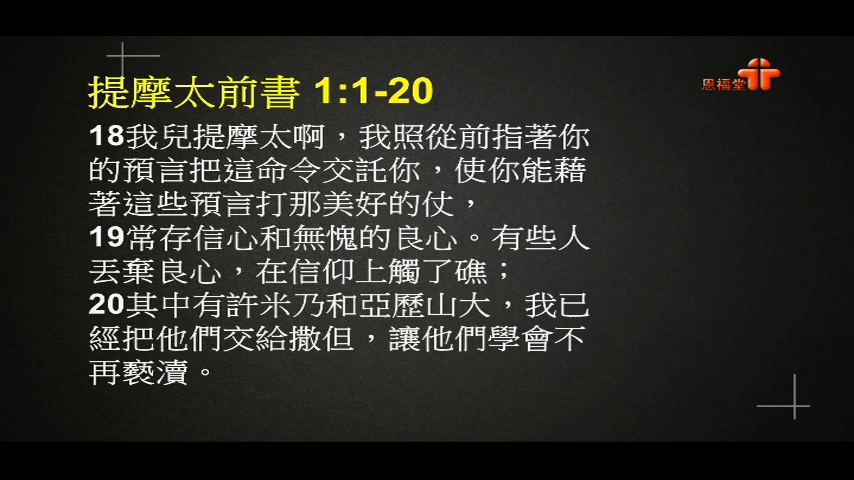 提摩太前書 1:1-20
恩福堂
18我兒提摩太啊，我照從前指著你
的預言把這命令交託你，使你能藉
著這些預言打那美好的仗，
19常存信心和無愧的良心。有些人
丟棄良心，在信仰上觸了礁；
20其中有許米乃和亞歷山大，我已
經把他們交給撒但，讓他們學會不
再褻瀆。